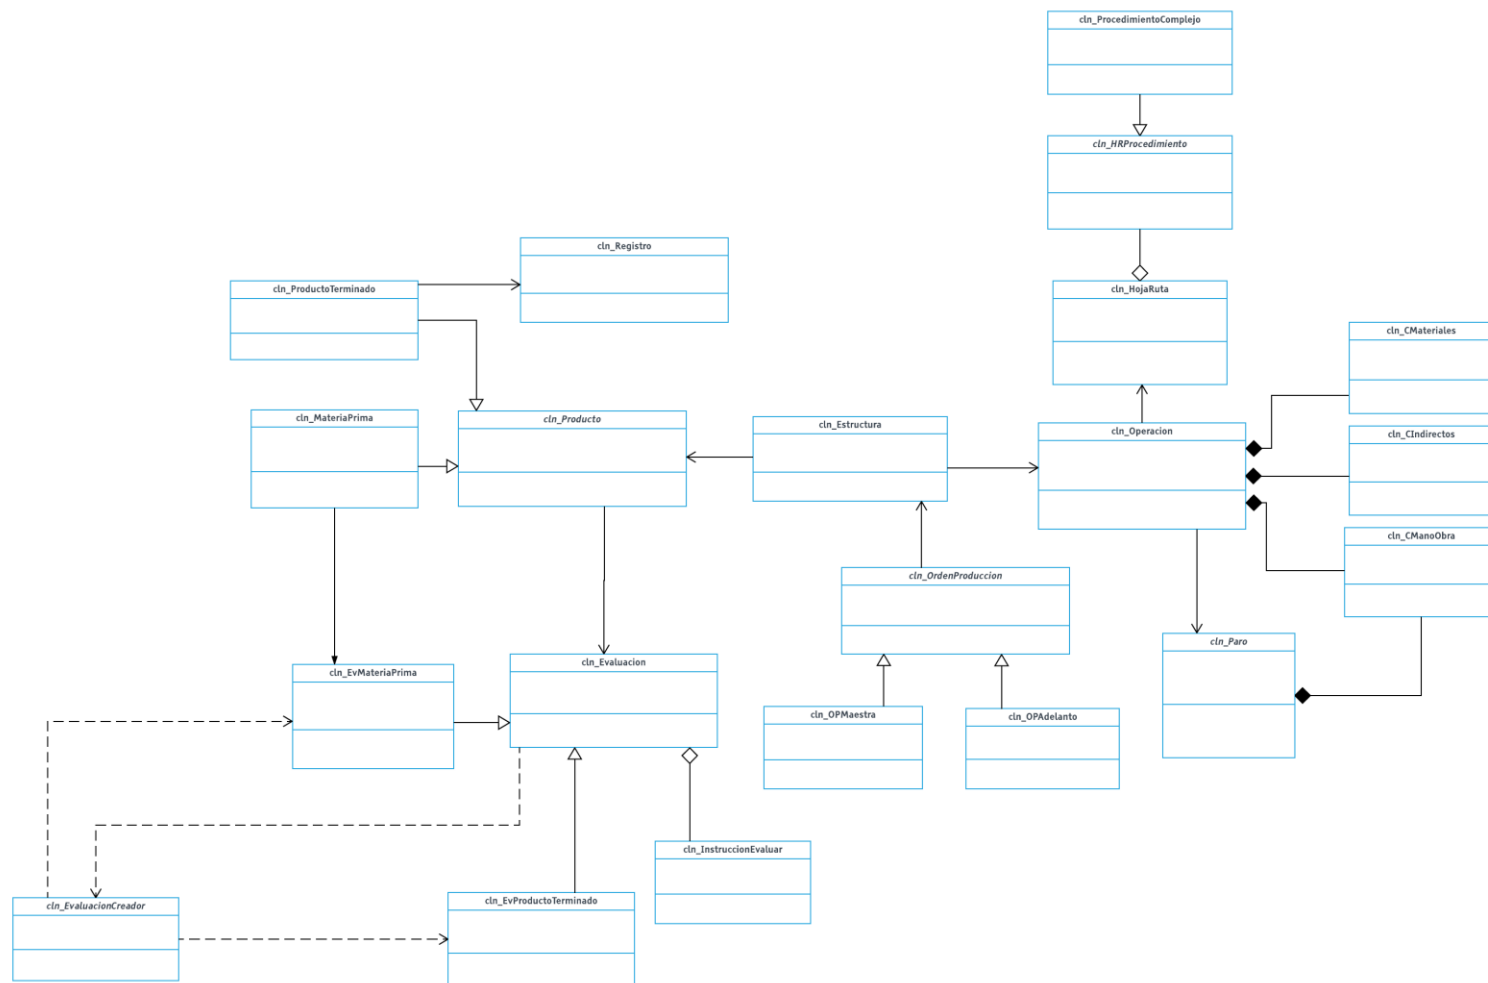 cln_ProcedimientoComplejo
cln_HRProcedimiento
cln_Registro
cln_ProductoTerminado
cln_HojaRuta
cln_CMateriales
cln_MateriaPrima
cln_Producto
cln_Estructura
cln_Operacion
cln_CIndirectos
cln_CManoObra
cln_OrdenProduccion
cln_Paro
cln_Evaluacion
cln_EvMateriaPrima
cln_OPMaestra
cln_OPAdelanto
cln_InstruccionEvaluar
cln_EvProductoTerminado
cln_EvaluacionCreador